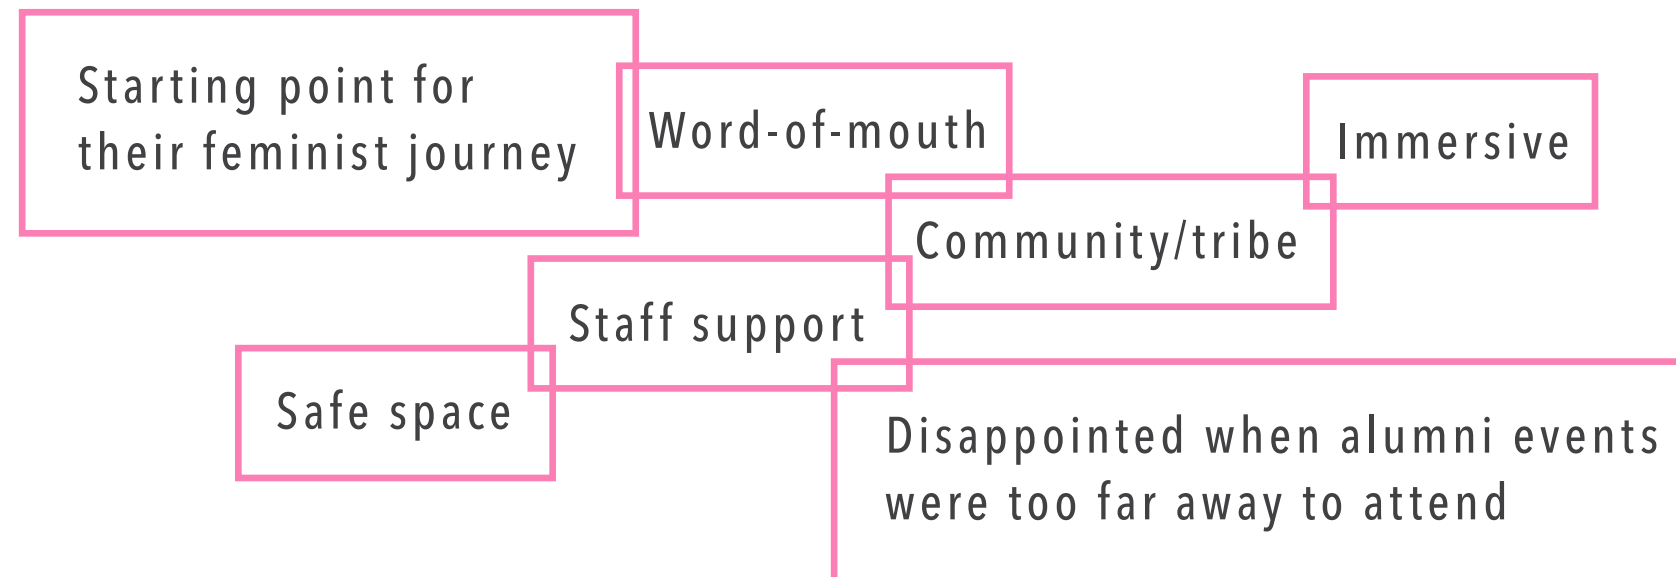 Starting point for
their feminist journey
Word-of-mouth
Immersive
Community/tribe
Staff support
Safe space
Disappointed when alumni events
were too far away to attend